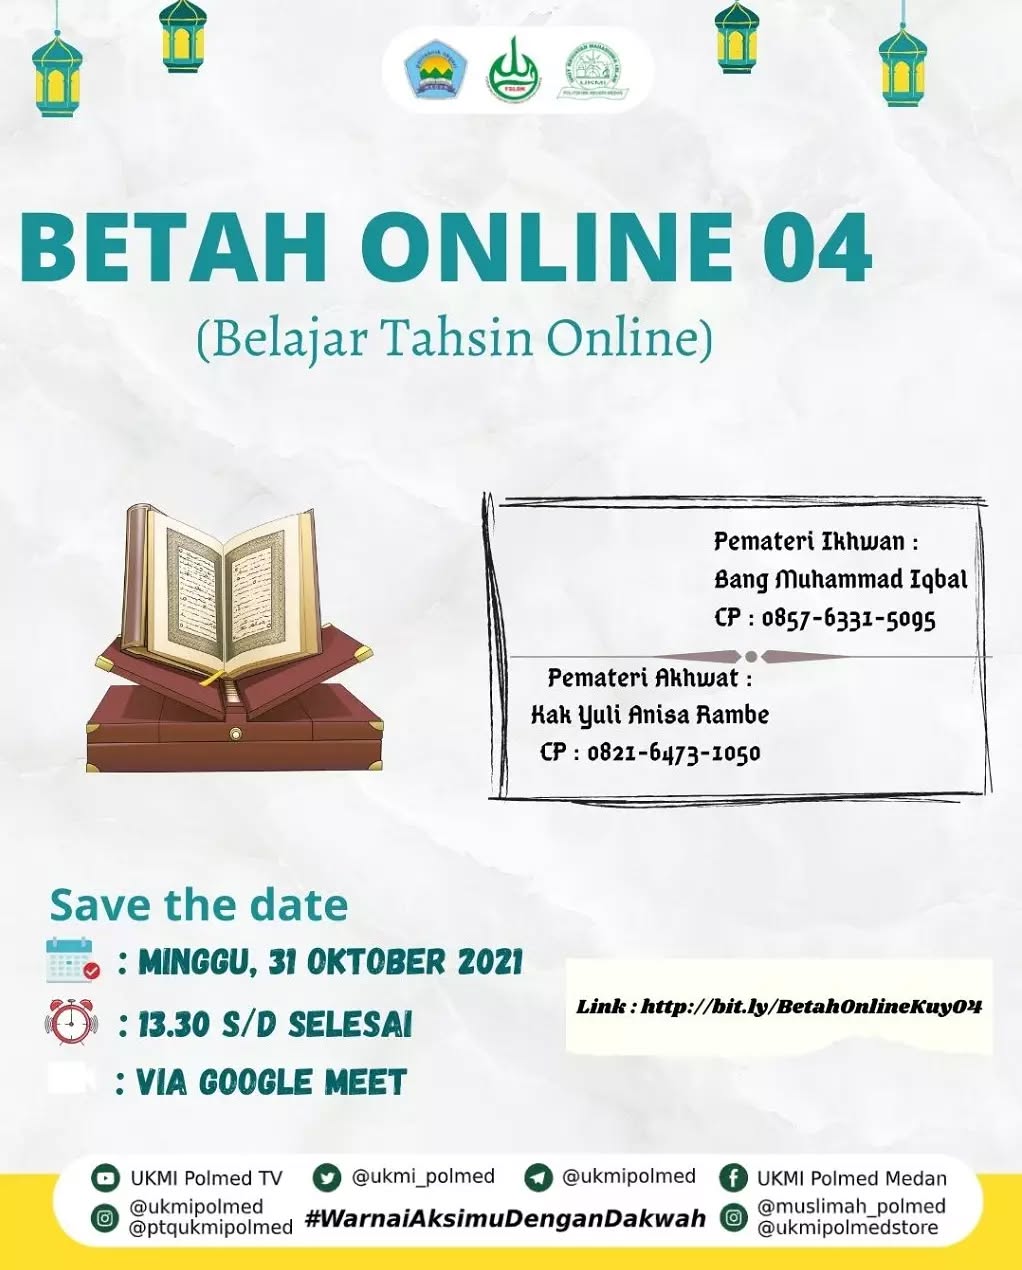 BETAH ONLINE 04
(Belajar Tahsin Online)
Pemateri Ikhwan :
Bang Muhammad Iqbal
CP : 0857-6331-5095
Pemateri Akhwat :
Kak Yuli Anisa Rambe
CP : 0821-6473-1050
Save the date
: MINGGU, 31 OKTOBER 2021
: 13.30 S/D SELESAI
: VIA GOOGLE MEET
Link : http://bit.ly/BetahOnlineKuy04
UKMI Polmed TV
@ukmi_polmed
@ukmipolmed
UKMI Polmed Medan
@ukmipolmed
@ptqukmipolmed
#WarnaiAksimuDenganDakwah
@muslimah_polmed
@ukmipolmedstore